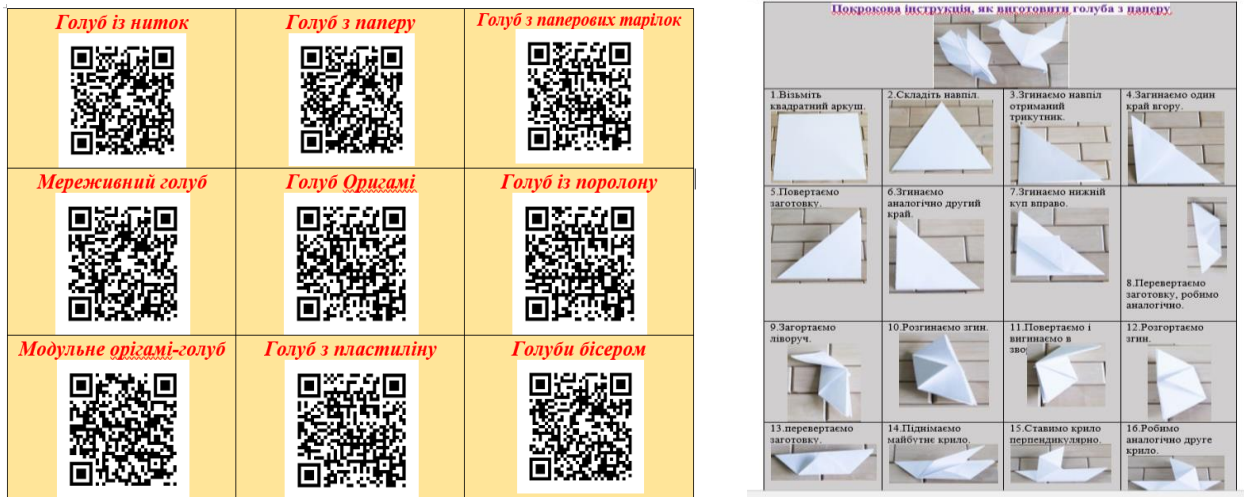 Голуб із ниток
Голуб з паперу
Голуб з паперових тарілок
Мереживний голуб
Голуб Оригамі
Голуб із поролону
Модульне орігамі-голуб
Голуб з пластиліну
Голуби бісером
Покрокова інструкція, як виготовити голуба з паперу
1.Візьміть
квадратний аркуш.
2.Складіть навпіл.
3.Згинаємо навпіл
отриманий
трикутник.
4.Загинаємо один
край вгору.
5.Повертаємо
заготовку.
6.Згинаємо
аналогічно другий
край.
7.Згинаємо нижній
куп вправо.
8.Перевертаємо
заготовку, робимо
аналогічно.
9.Загортаємо
ліворуч.
10.Розгинаємо згин.
11.Повертаємо і
вигинаємо в
12.Розгортаємо
згин.
13.перевертаємо
заготовку.
14.Піднімаємо
майбутнє крило.
15.Ставимо крило
перпендикулярно.
16.Робимо
аналогічно друге
крило.